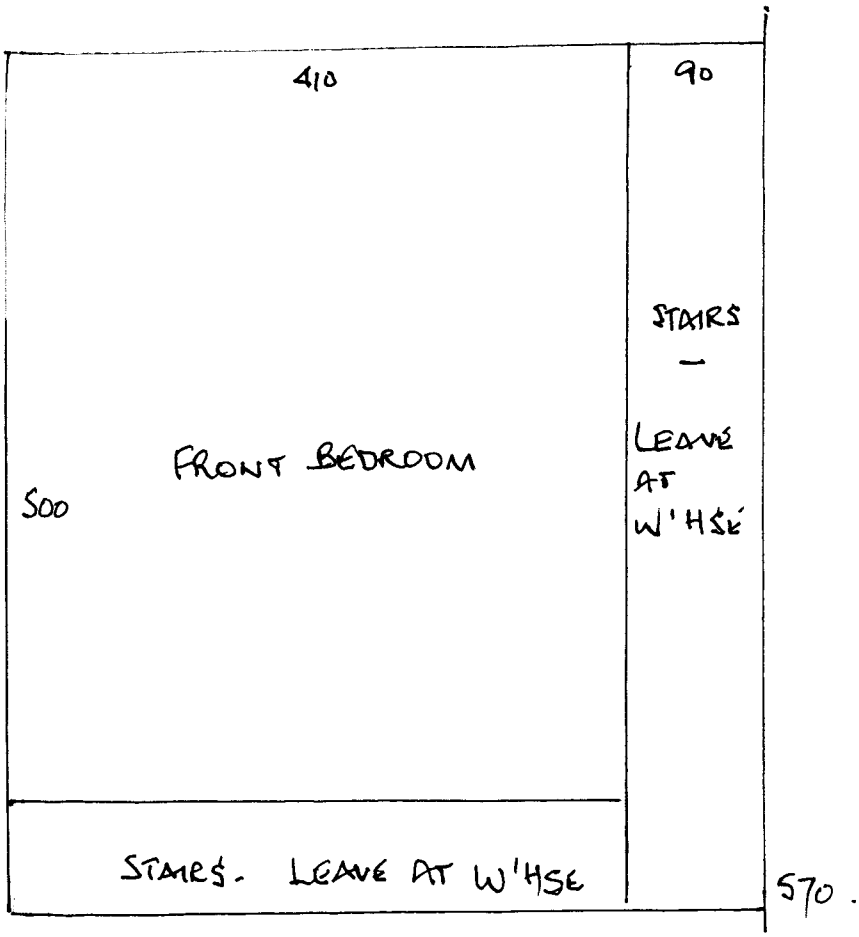 410 90
STAIRS
–
LEAVE
AT
W'HSE
FRONT BEDROOM
500
STAIRS. LEAVE AT W'HSE
570.